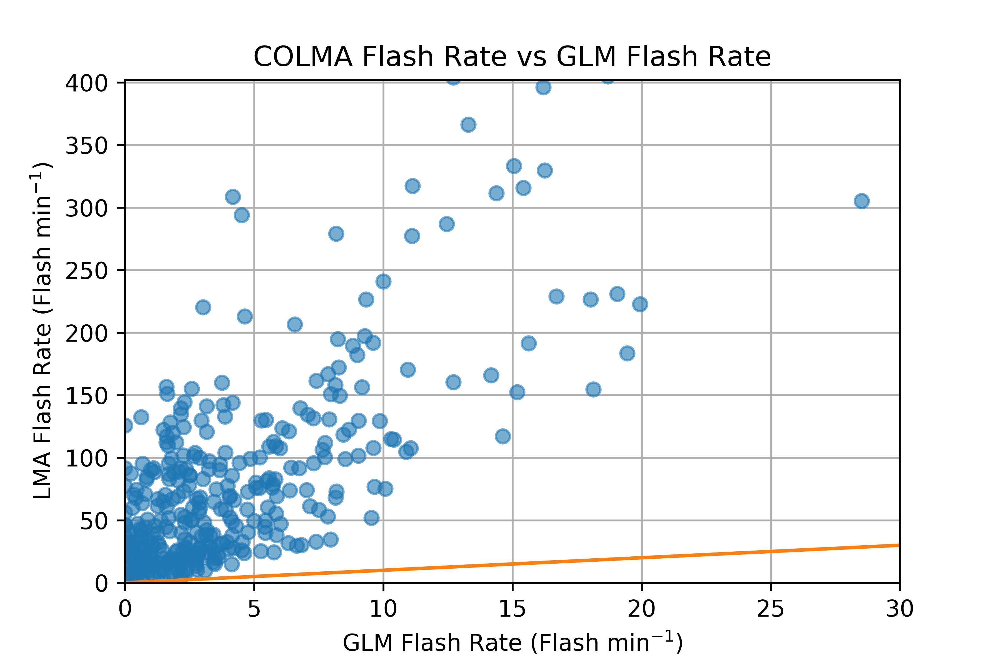 COLMA Flash Rate vs GLM Flash Rate
400
350
300
250
200
150
100
50
0
LMA Flash Rate (Flash min⁻¹)
0 5 10 15 20 25 30
GLM Flash Rate (Flash min⁻¹)